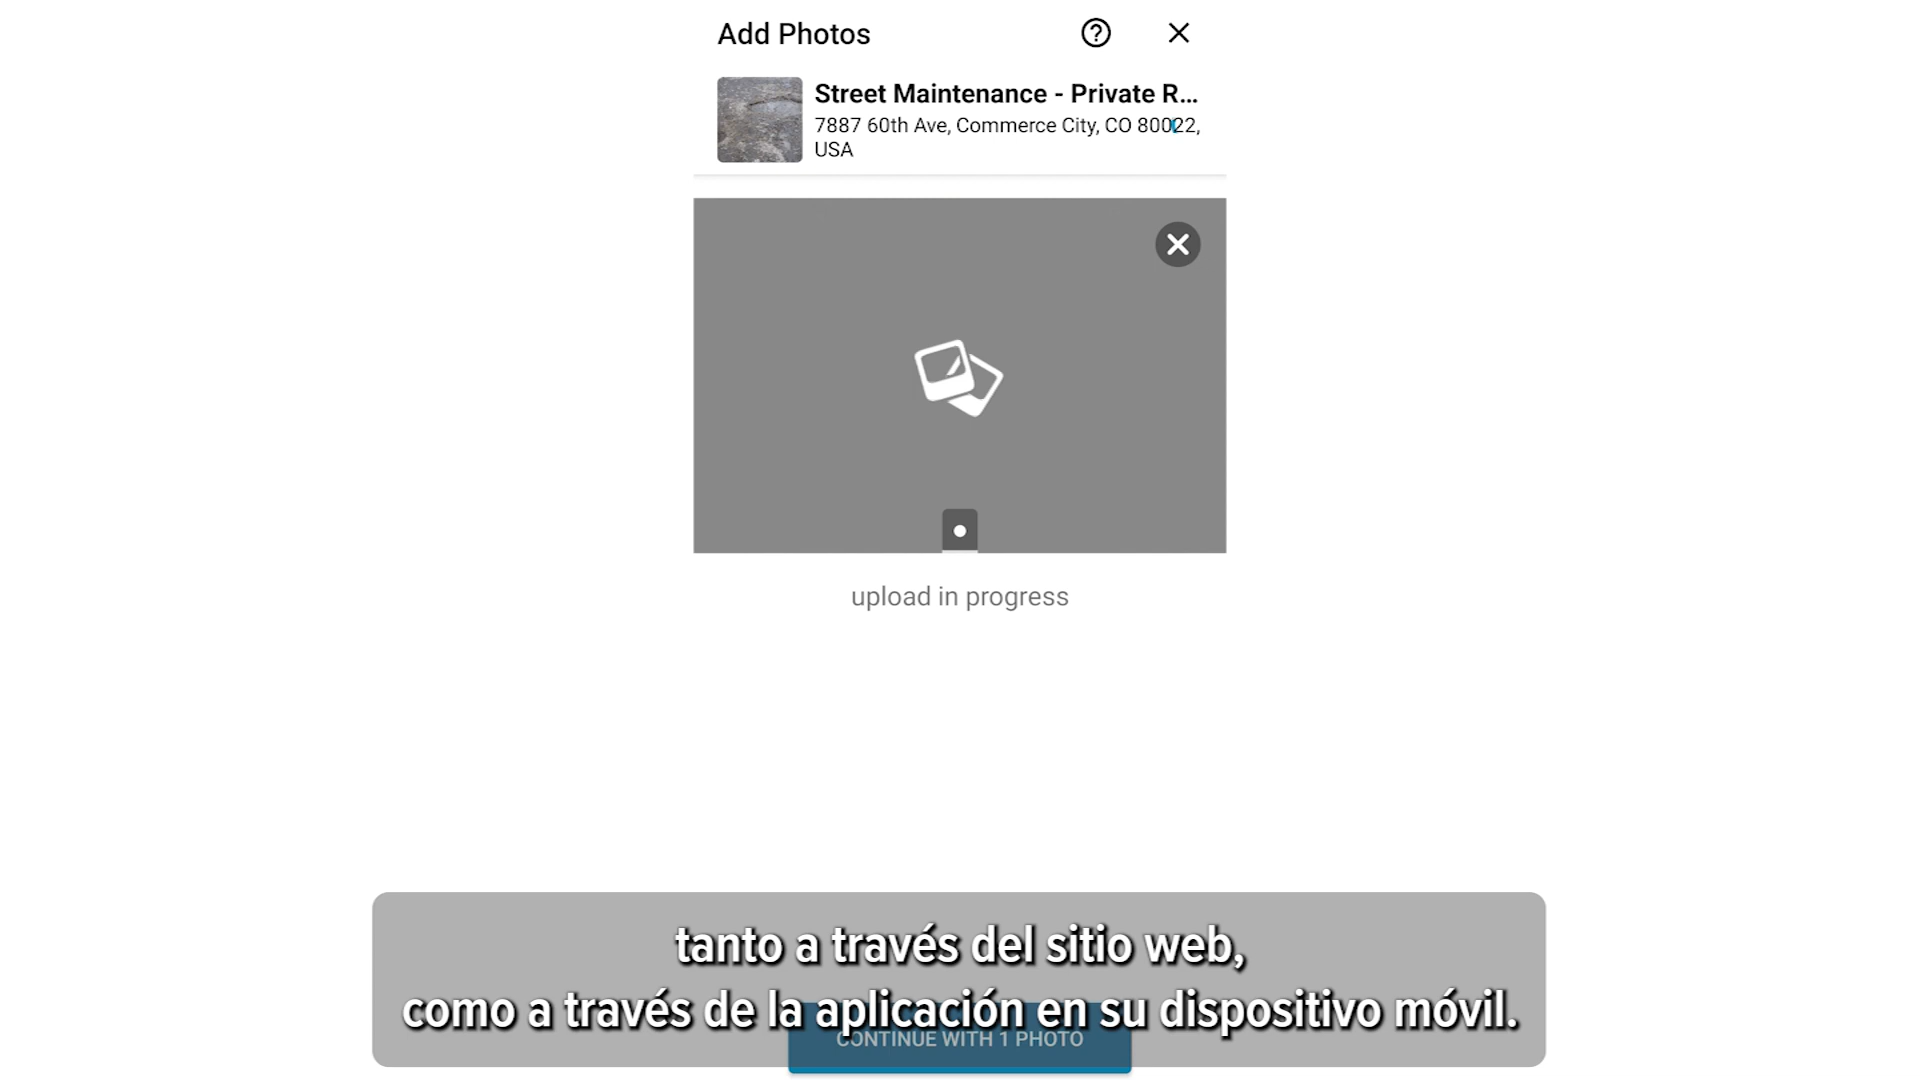 Add Photos
Street Maintenance - Private R...
7887 60th Ave, Commerce City, CO 80022,
USA
upload in progress
tanto a través del sitio web,
como a través de la aplicación en su dispositivo móvil.
CONTINUE WITH 1 PHOTO